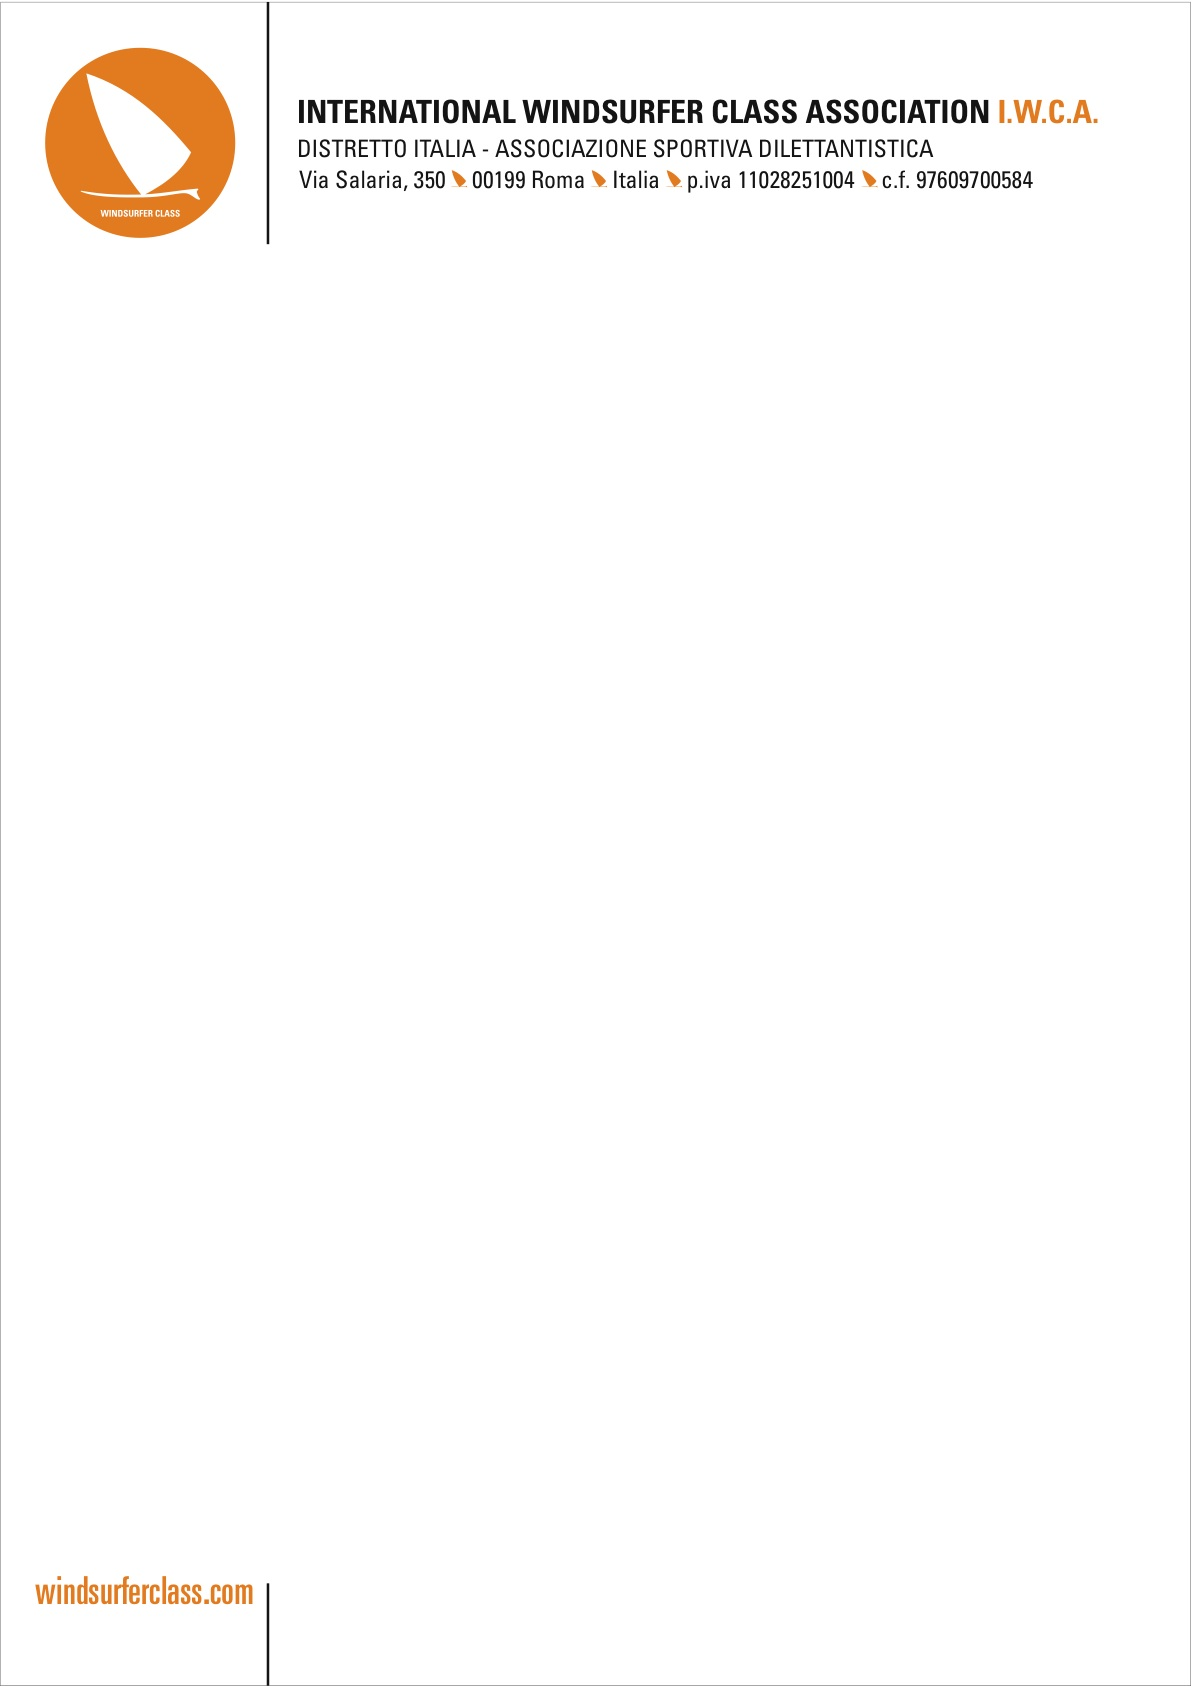 WINDSURFER CLASS
INTERNATIONAL WINDSURFER CLASS ASSOCIATION I.W.C.A.
DISTRETTO ITALIA - ASSOCIAZIONE SPORTIVA DILETTANTISTICA
Via Salaria, 350 00199 Roma Italia p.iva 11028251004 c.f. 97609700584
windsurferclass.com